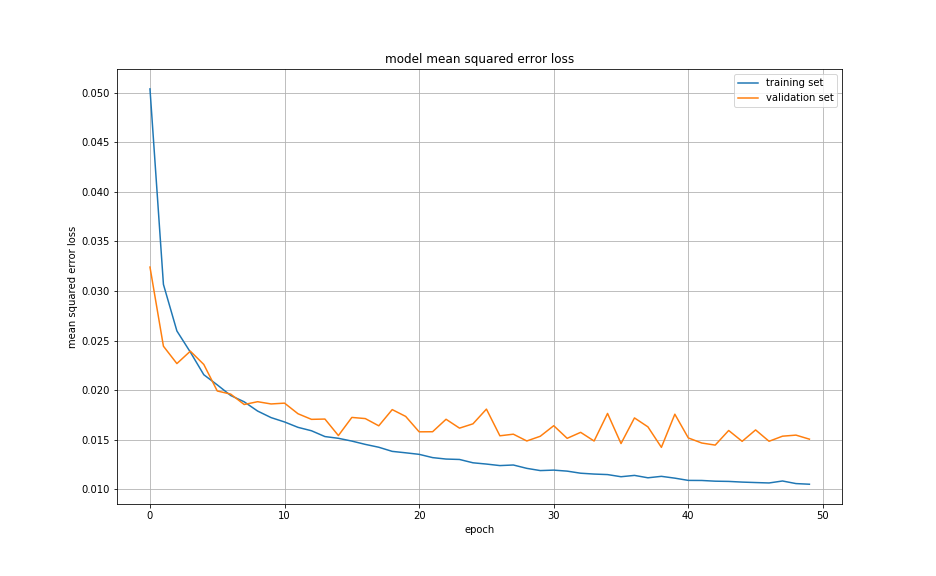 model mean squared error loss
training set
validation set
0.050
0.045
0.040
0.035
0.030
0.025
0.020
0.015
0.010
mean squared error loss
0 10 20 30 40 50
epoch